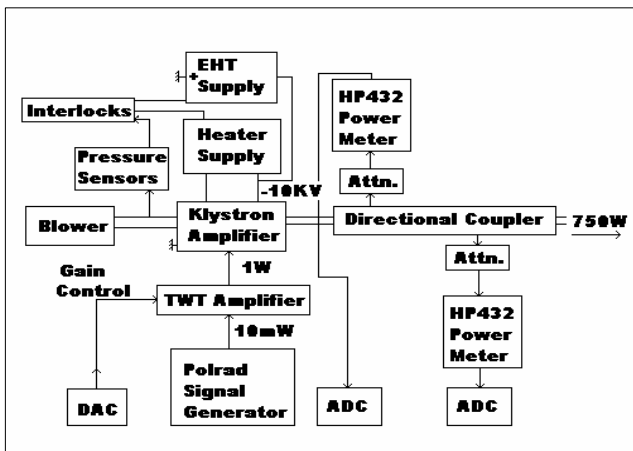 EHT
+ Supply
Interlocks
HP432
Power
Meter
Heater
Supply
Pressure
Sensors
-10KV
Attn.
Blower
Klystron
Amplifier
Directional Coupler
750W
Attn.
1W
Gain
Control
TWT Amplifier
10mW
HP432
Power
Meter
Polrad
Signal
Generator
DAC
ADC
ADC